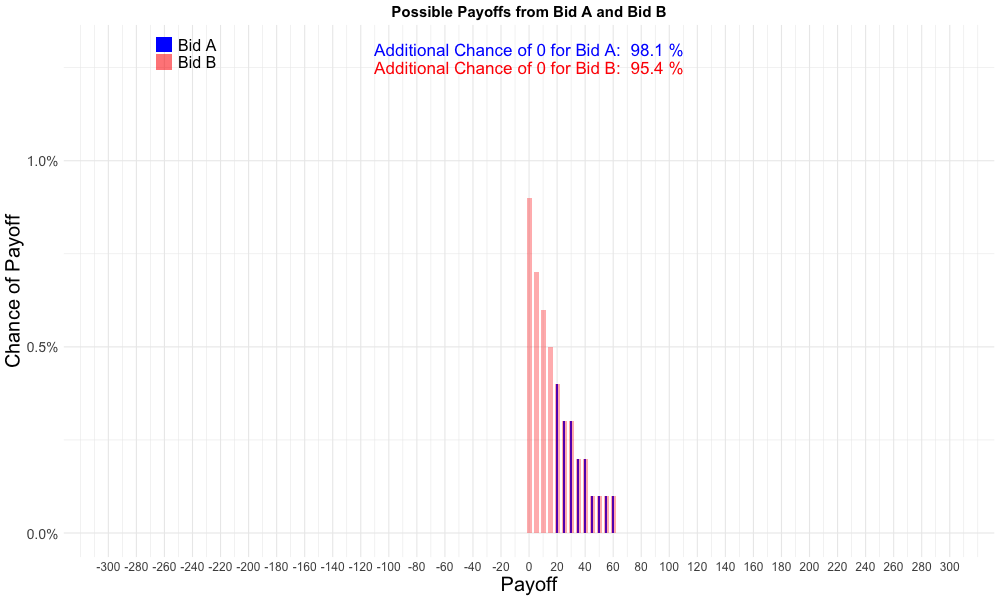 Possible Payoffs from Bid A and Bid B
Bid A
Bid B
Additional Chance of 0 for Bid A: 98.1 %
Additional Chance of 0 for Bid B: 95.4 %
Chance of Payoff
1.0%
0.5%
0.0%
-300 -280 -260 -240 -220 -200 -180 -160 -140 -120 -100 -80 -60 -40 -20 0 20 40 60 80 100 120 140 160 180 200 220 240 260 280 300
Payoff